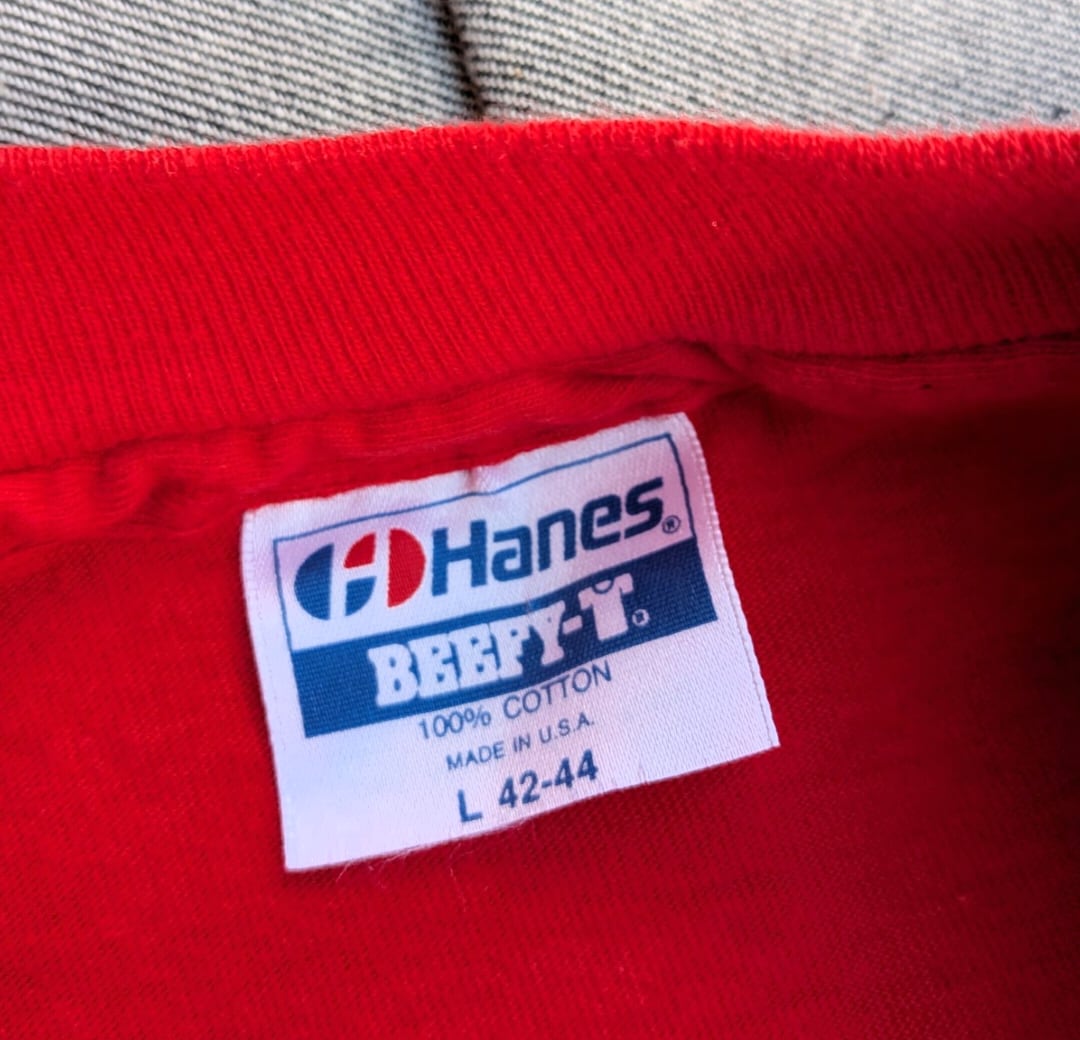 Hanes®
BEEFY-T®
100% COTTON
MADE IN U.S.A.
L 42-44